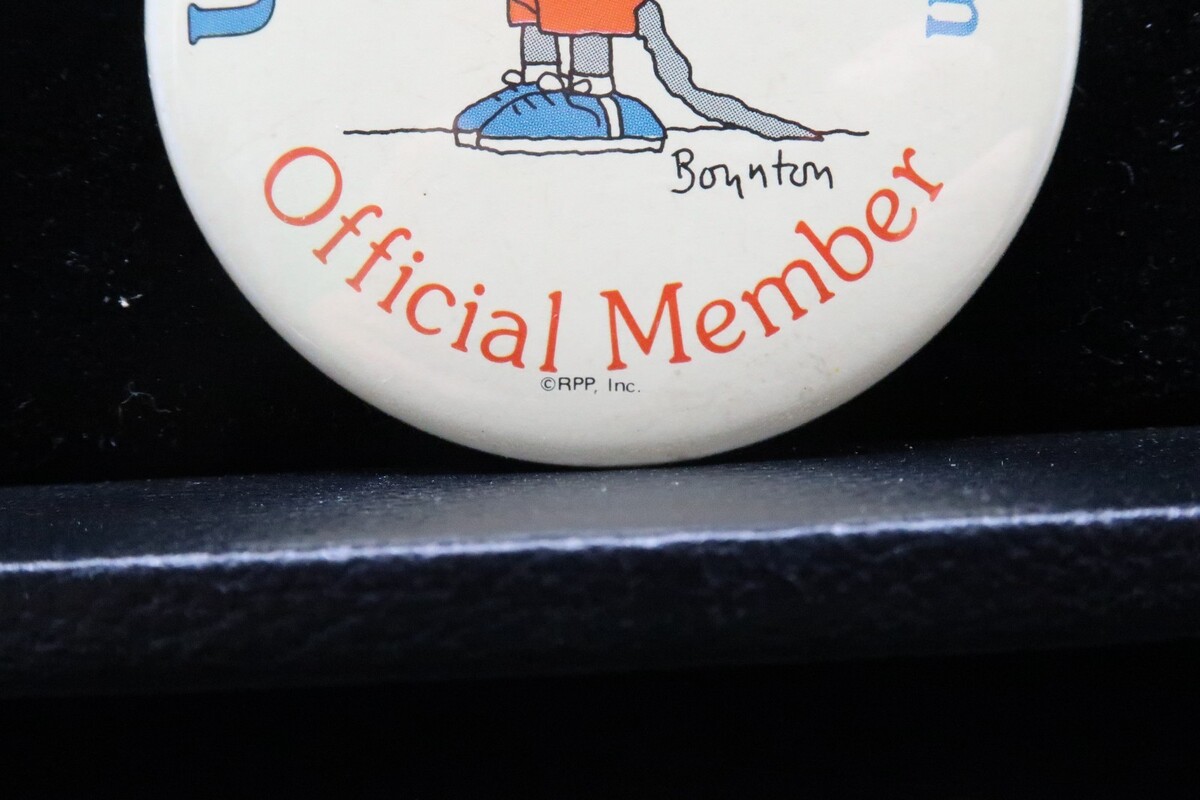 Boynton
Official Member
©RPP, Inc.